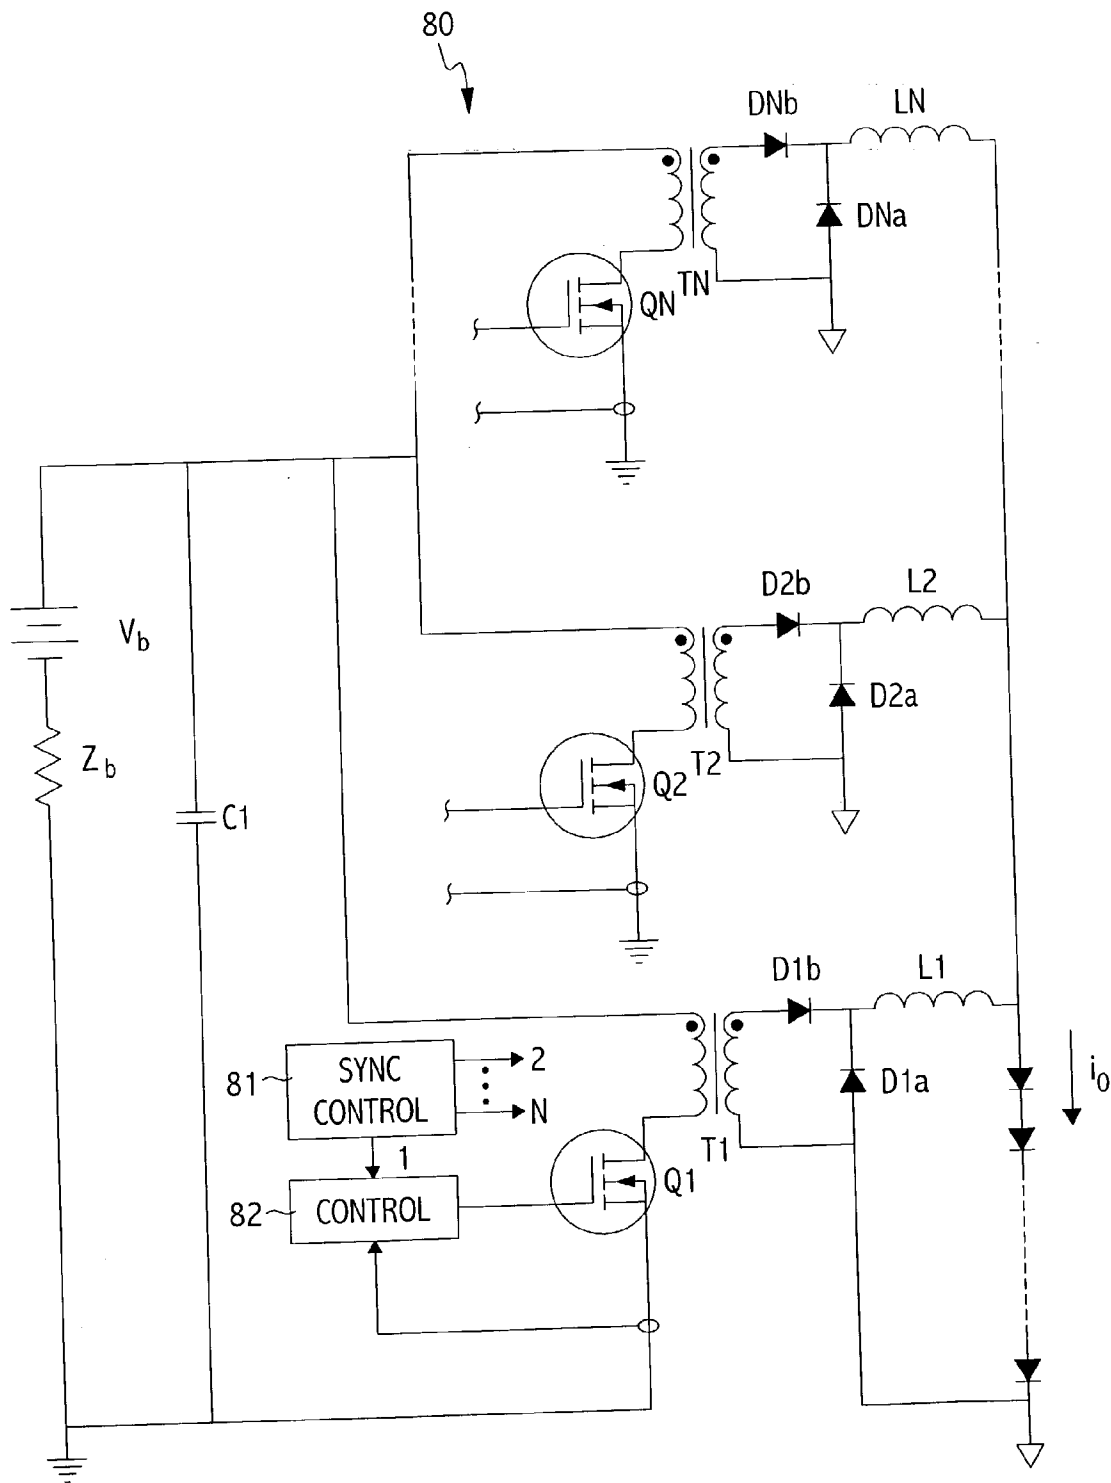 80
DNb
LN
DNa
TN
QN
D2b
L2
Vb
D2a
T2
Q2
Zb
C1
D1b
L1
81
SYNC
CONTROL
2
N
D1a
i0
1
T1
Q1
82
CONTROL